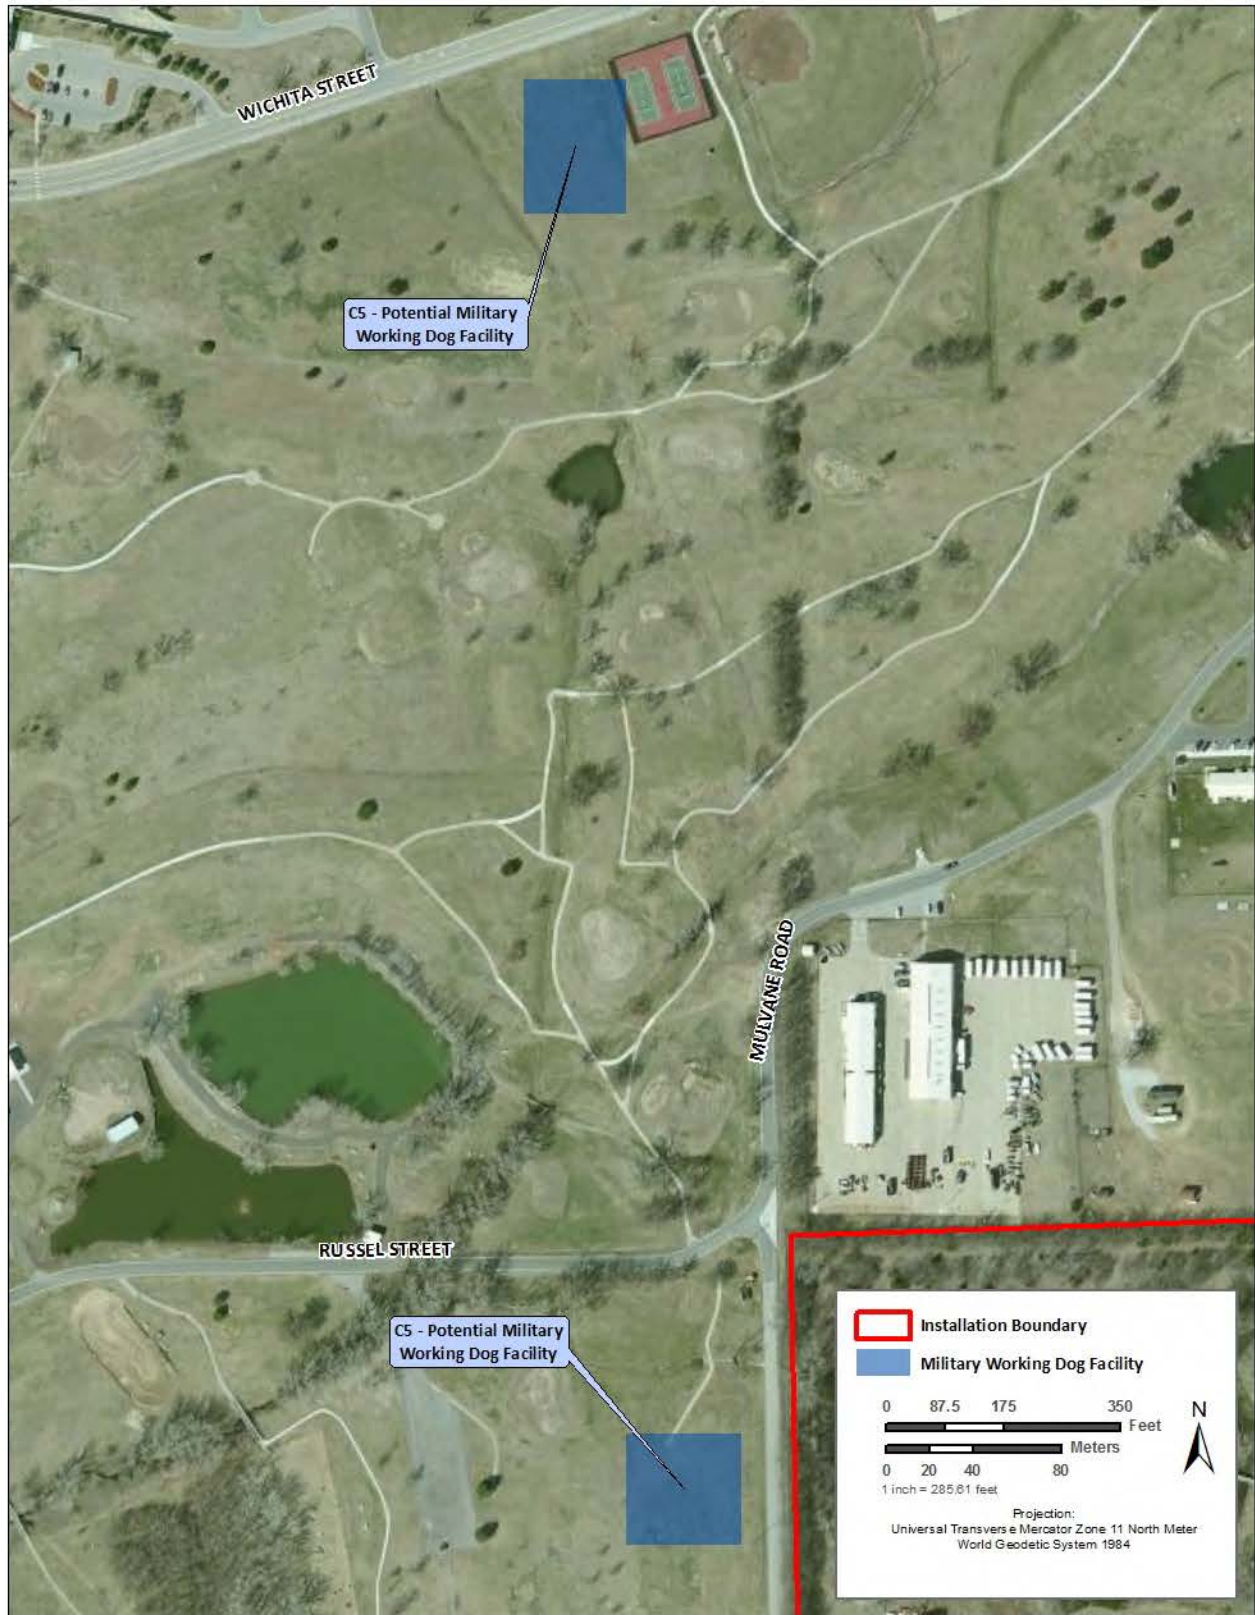 WICHITA STREET
C5 - Potential Military
Working Dog Facility
MULVANE ROAD
RUSSEL STREET
C5 - Potential Military
Working Dog Facility
Installation Boundary
Military Working Dog Facility
0 87.5 175 350
Feet
Meters
0 20 40 80
1 inch = 285.61 feet
N
Projection:
Universal Transverse Mercator Zone 11 North Meter
World Geodetic System 1984